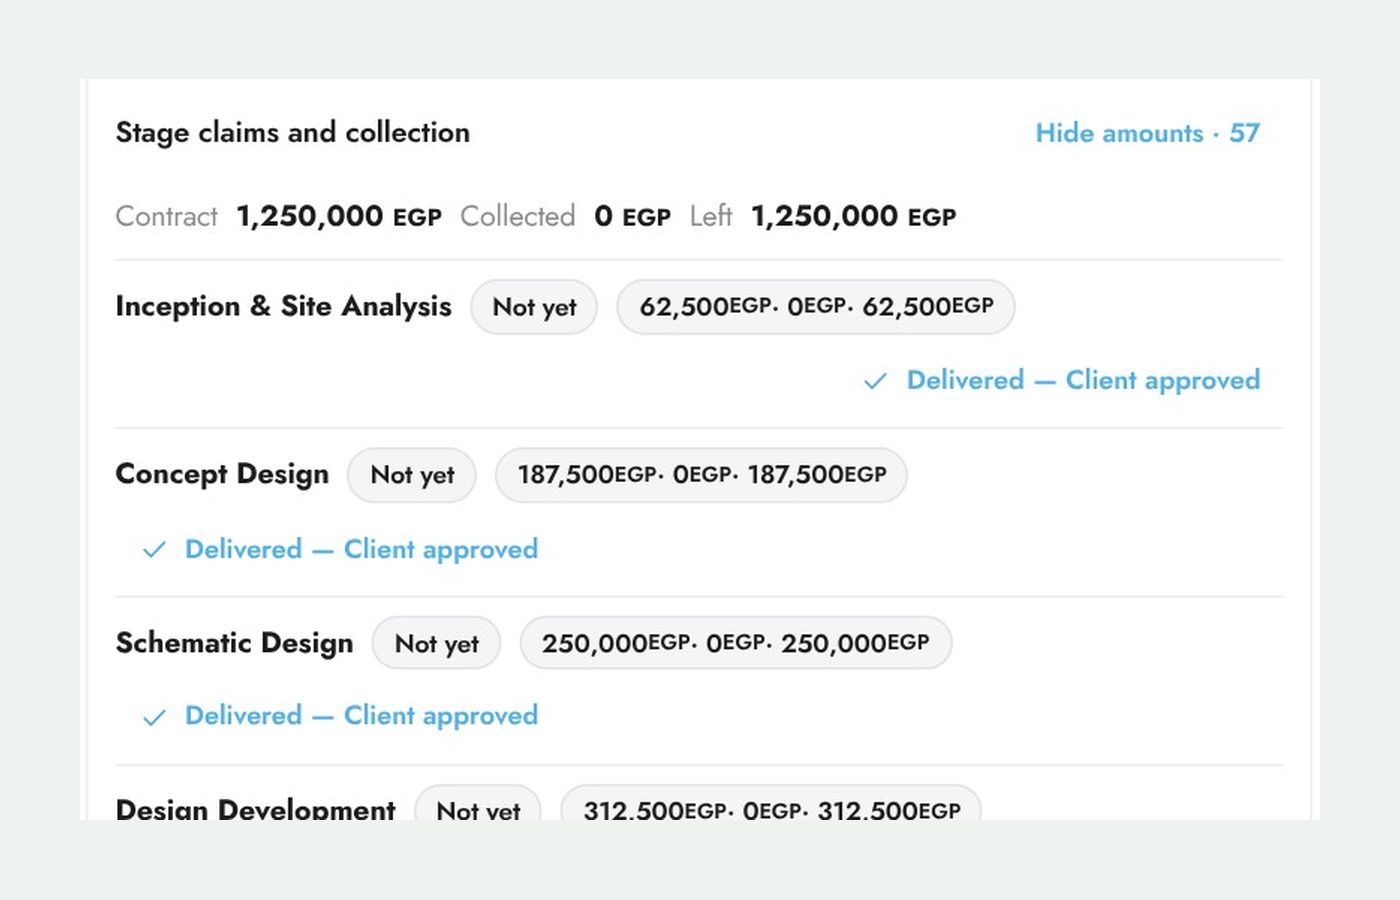 Stage claims and collection
Hide amounts · 57
Contract 1,250,000 EGP Collected 0 EGP Left 1,250,000 EGP
Inception & Site Analysis Not yet 62,500EGP· 0EGP· 62,500EGP
✓ Delivered — Client approved
Concept Design Not yet 187,500EGP· 0EGP· 187,500EGP
✓ Delivered — Client approved
Schematic Design Not yet 250,000EGP· 0EGP· 250,000EGP
✓ Delivered — Client approved
Design Development Not yet 312,500EGP· 0EGP· 312,500EGP